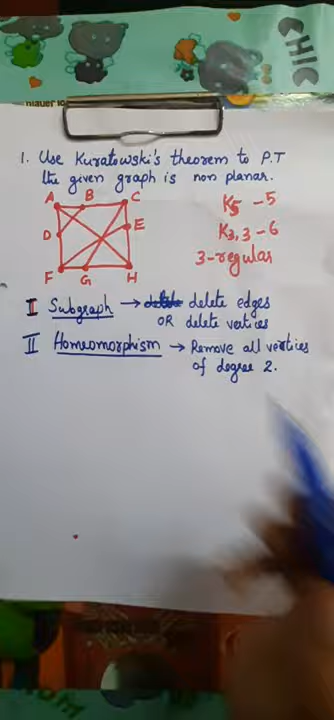 CHIC
1. Use Kuratowski's theorem to P.T
the given graph is non planar.
A B C
D E
F G H
K5 - 5
K3,3 - 6
3-regular
I Subgraph → delete edges
OR delete vertices
II Homeomorphism → Remove all vertices
of degree 2.